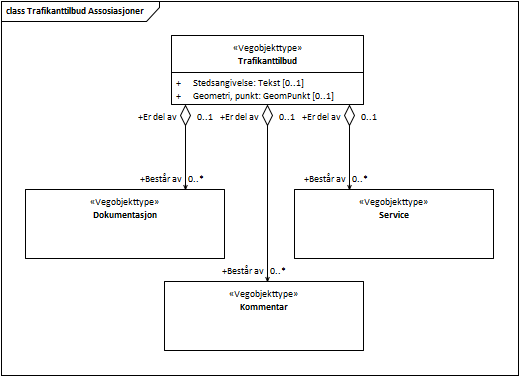 class Trafikanttilbud Assosiasjoner
«Vegobjekttype»
Trafikanttilbud
+ Stedsangivelse: Tekst [0..1]
+ Geometri, punkt: GeomPunkt [0..1]
+Er del av 0..1 +Er del av 0..1 +Er del av 0..1
+Består av 0..* +Består av 0..*
«Vegobjekttype» «Vegobjekttype»
Dokumentasjon Service
+Består av 0..*
«Vegobjekttype»
Kommentar